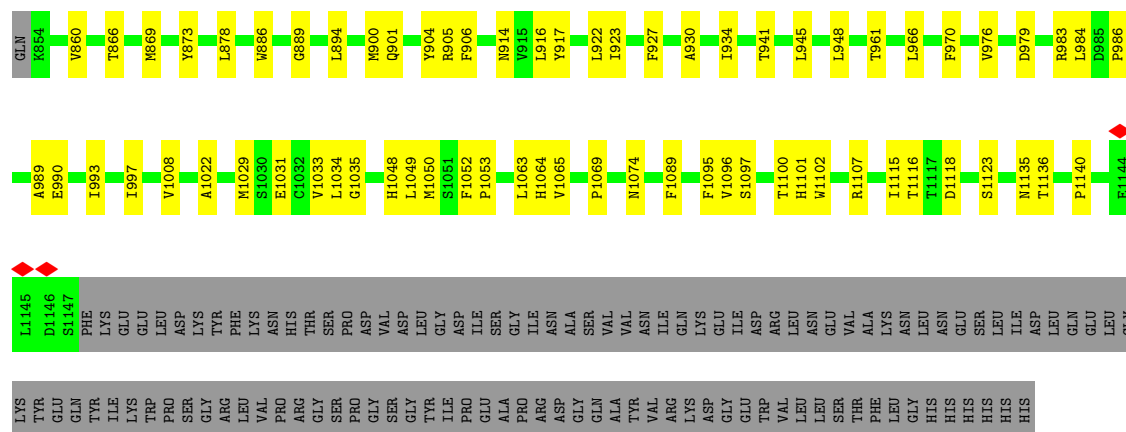 GLN K854 V860 T866 M869 Y873 L878 W886 G889 L894 M900 Q901 Y904 R905 F906 N914 V915 L916 Y917 L922 I923 F927 A930 I934 T941 L945 L948 T961 L966 F970 V976 D979 R983 L984 D985 P986
A989 E990 I993 I997 V1008 A1022 M1029 S1030 E1031 C1032 V1033 L1034 G1035 H1048 L1049 M1050 S1051 F1052 P1053 L1063 H1064 V1065 P1069 N1074 F1089 F1095 V1096 S1097 T1100 H1101 W1102 R1107 I1115 T1116 T1117 D1118 S1123 N1135 T1136 P1140 E1144
L1145 D1146 S1147 PHE LYS GLU GLU LEU ASP LYS TYR PHE LYS ASN HIS THR SER PRO ASP VAL ASP LEU GLY ASP ILE SER GLY ILE ASN ALA SER VAL VAL ASN ILE GLN LYS GLU ILE ASP ARG LEU ASN GLU VAL ALA LYS ASN LEU ASN GLU SER LEU ILE ASP LEU GLN GLU LEU
LYS TYR GLU GLN TYR ILE LYS TRP PRO SER GLY ARG LEU VAL PRO ARG GLY SER PRO GLY SER GLY TYR ILE PRO GLU ALA PRO ARG ASP GLY GLN ALA TYR VAL ARG LYS ASP GLY GLU TRP VAL LEU LEU SER THR PHE LEU GLY HIS HIS HIS HIS HIS HIS